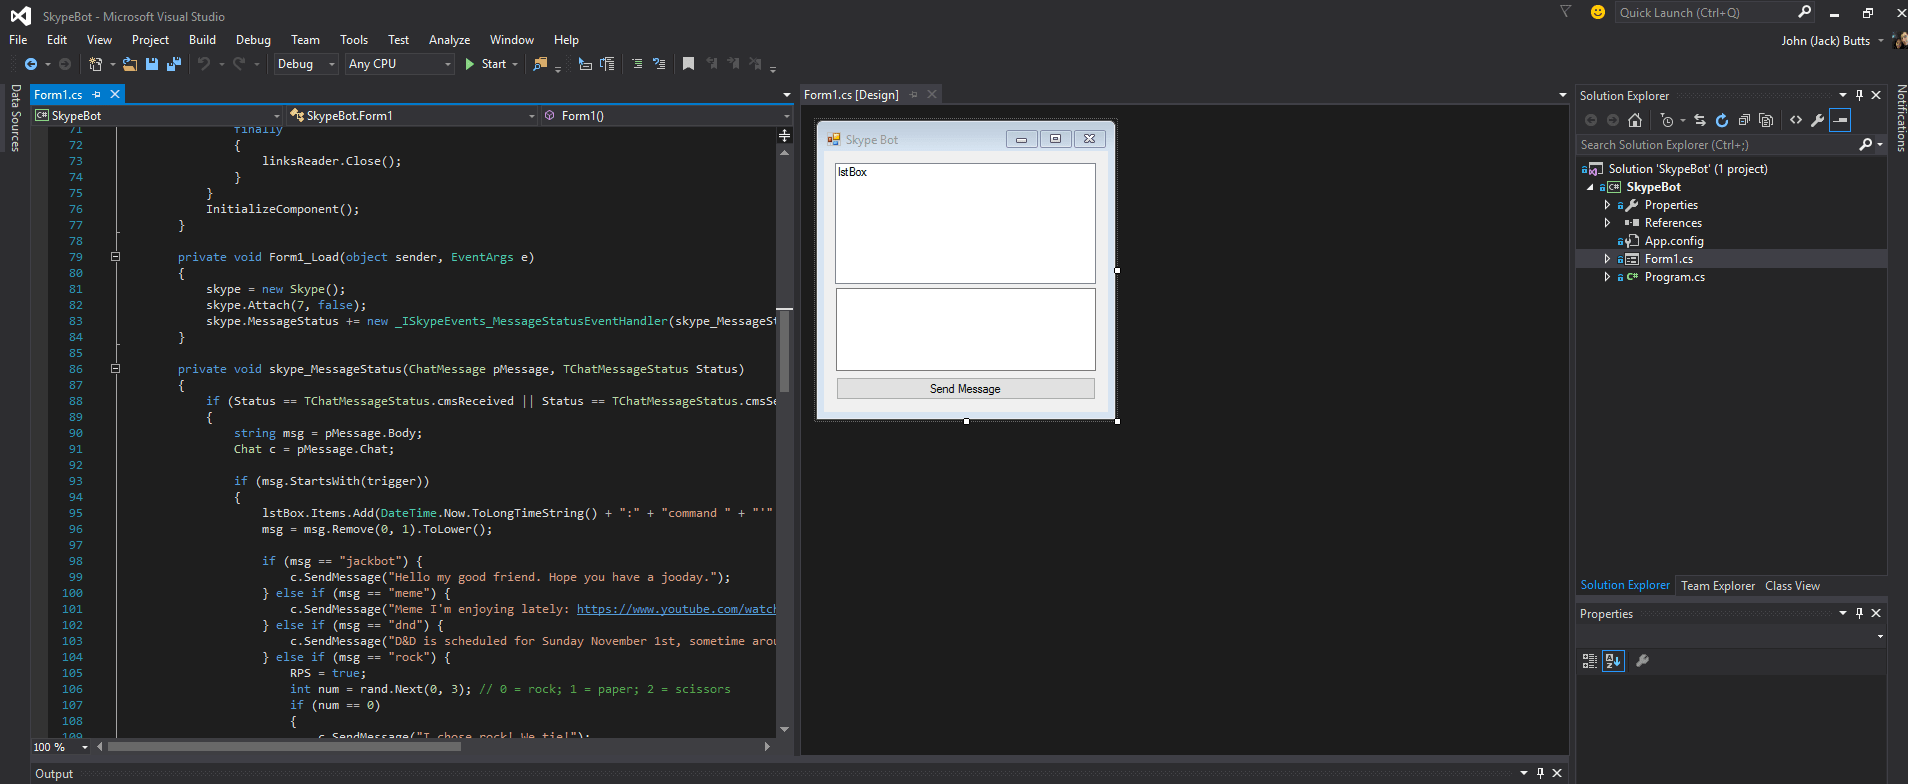 SkypeBot - Microsoft Visual Studio
Quick Launch (Ctrl+Q)
File Edit View Project Build Debug Team Tools Test Analyze Window Help
John (Jack) Butts
Debug Any CPU Start
Data Sources
Form1.cs
SkypeBot SkypeBot.Form1 Form1()
71 finally
72 {
73 linksReader.Close();
74 }
75 }
76 InitializeComponent();
77 }
78
79 private void Form1_Load(object sender, EventArgs e)
80 {
81 skype = new Skype();
82 skype.Attach(7, false);
83 skype.MessageStatus += new _ISkypeEvents_MessageStatusEventHandler(skype_MessageSt
84 }
85
86 private void skype_MessageStatus(ChatMessage pMessage, TChatMessageStatus Status)
87 {
88 if (Status == TChatMessageStatus.cmsReceived || Status == TChatMessageStatus.cmsSe
89 {
90 string msg = pMessage.Body;
91 Chat c = pMessage.Chat;
92
93 if (msg.StartsWith(trigger))
94 {
95 lstBox.Items.Add(DateTime.Now.ToLongTimeString() + ":" + "command " + "'"
96 msg = msg.Remove(0, 1).ToLower();
97
98 if (msg == "jackbot") {
99 c.SendMessage("Hello my good friend. Hope you have a jooday.");
100 } else if (msg == "meme") {
101 c.SendMessage("Meme I'm enjoying lately: https://www.youtube.com/watch
102 } else if (msg == "dnd") {
103 c.SendMessage("D&D is scheduled for Sunday November 1st, sometime arou
104 } else if (msg == "rock") {
105 RPS = true;
106 int num = rand.Next(0, 3); // 0 = rock; 1 = paper; 2 = scissors
107 if (num == 0)
108 {
109 c.SendMessage("I chose rock! We tie!");
100 %
Output
Form1.cs [Design]
Skype Bot
lstBox
Send Message
Solution Explorer
Search Solution Explorer (Ctrl+;)
Solution 'SkypeBot' (1 project)
SkypeBot
Properties
References
App.config
Form1.cs
Program.cs
Solution Explorer Team Explorer Class View
Properties
Notifications